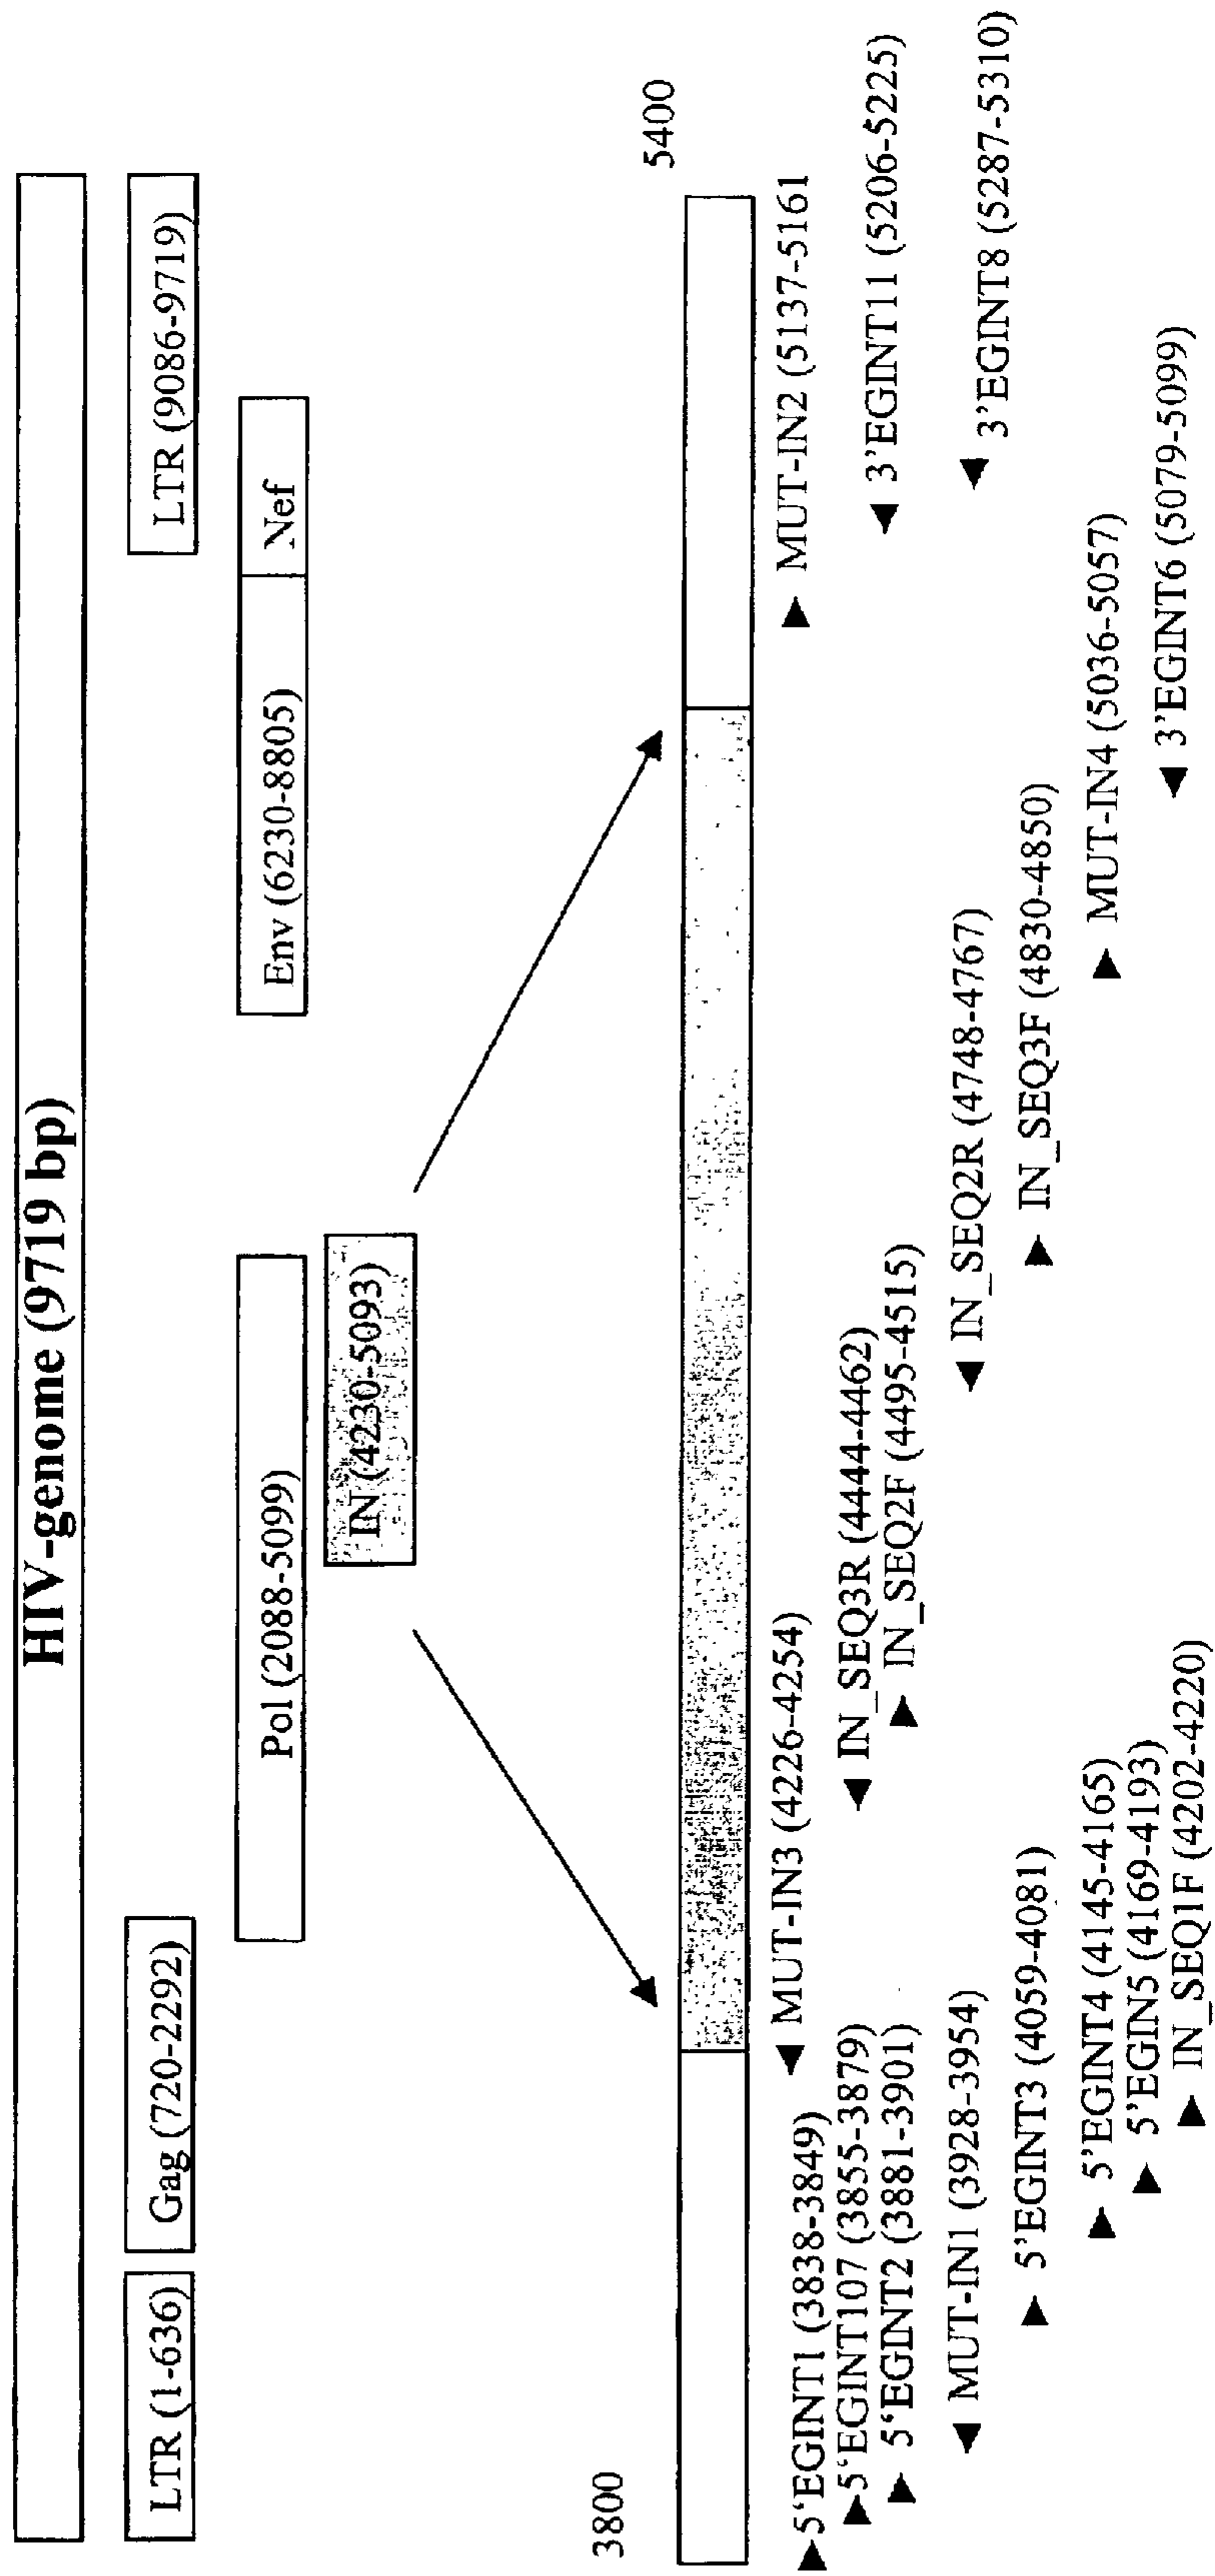 HIV-genome (9719 bp)
LTR (1-636)
Gag (720-2292)
LTR (9086-9719)
Pol (2088-5099)
Env (6230-8805)
Nef
IN (4230-5093)
3800
5400
5‘EGINT1 (3838-3849)
MUT-IN3 (4226-4254)
MUT-IN2 (5137-5161
5‘EGINT107 (3855-3879)
IN_SEQ3R (4444-4462)
3’EGINT11 (5206-5225)
5‘EGINT2 (3881-3901)
IN_SEQ2F (4495-4515)
MUT-IN1 (3928-3954)
IN_SEQ2R (4748-4767)
3’EGINT8 (5287-5310)
5’EGINT3 (4059-4081)
IN_SEQ3F (4830-4850)
5’EGINT4 (4145-4165)
MUT-IN4 (5036-5057)
5’EGIN5 (4169-4193)
IN_SEQ1F (4202-4220)
3’EGINT6 (5079-5099)